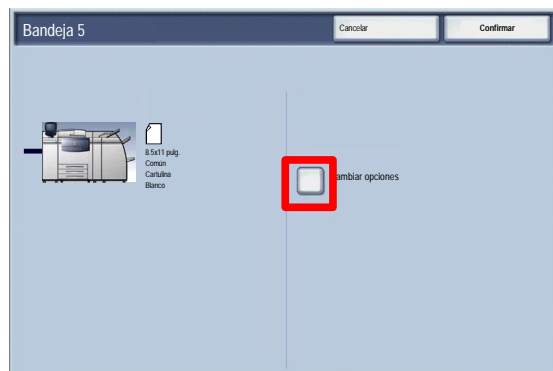 Bandeja 5
Cancelar
Confirmar
8.5x11 pulg.
Común
Cartulina
Blanco
ambiar opciones